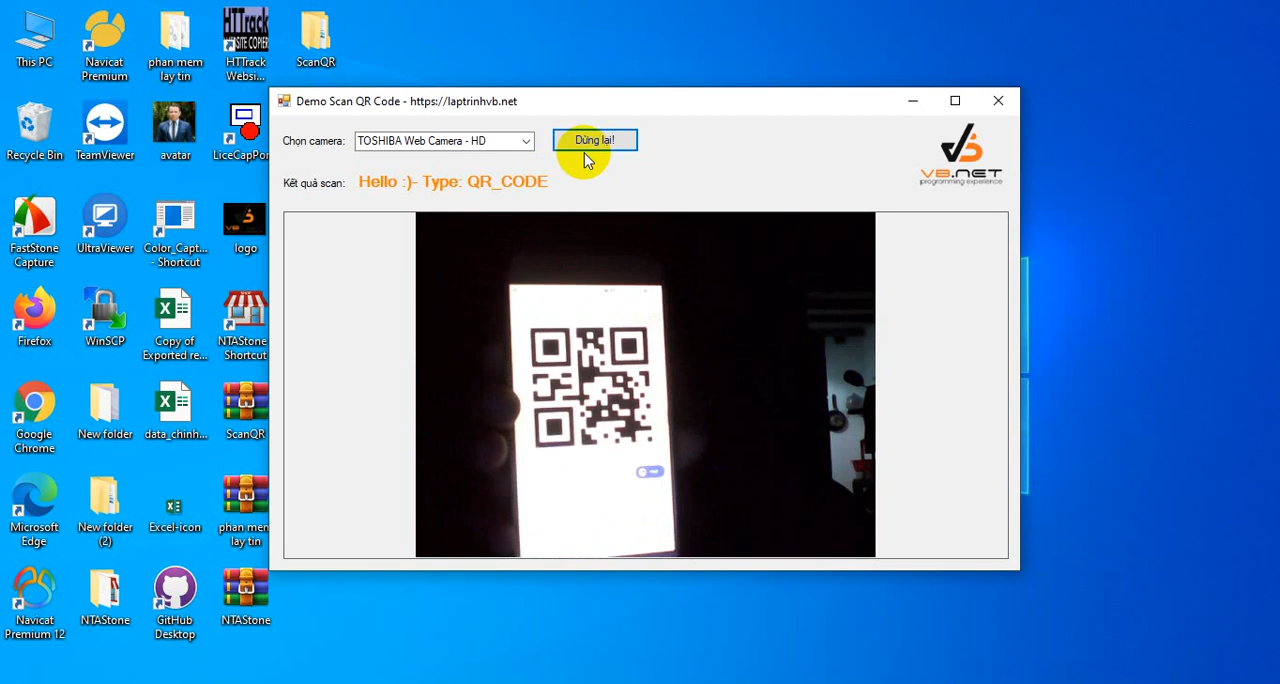 This PC
Navicat
Premium
phan mem
lay tin
HTTrack
WEBSITE COPIER
HTTrack
Websi...
ScanQR
Recycle Bin
TeamViewer
avatar
LiceCapPor
FastStone
Capture
UltraViewer
Color_Capt...
- Shortcut
logo
Firefox
WinSCP
Copy of
Exported re...
NTAStone
Shortcut
Google
Chrome
New folder
data_chinh...
ScanQR
Microsoft
Edge
New folder
(2)
Excel-icon
phan mem
lay tin
Navicat
Premium 12
NTAStone
GitHub
Desktop
NTAStone
Demo Scan QR Code - https://laptrinhvb.net
Chọn camera:
TOSHIBA Web Camera - HD
Dừng lại!
VB.NET
programming experience
Kết quả scan:
Hello :)- Type: QR_CODE